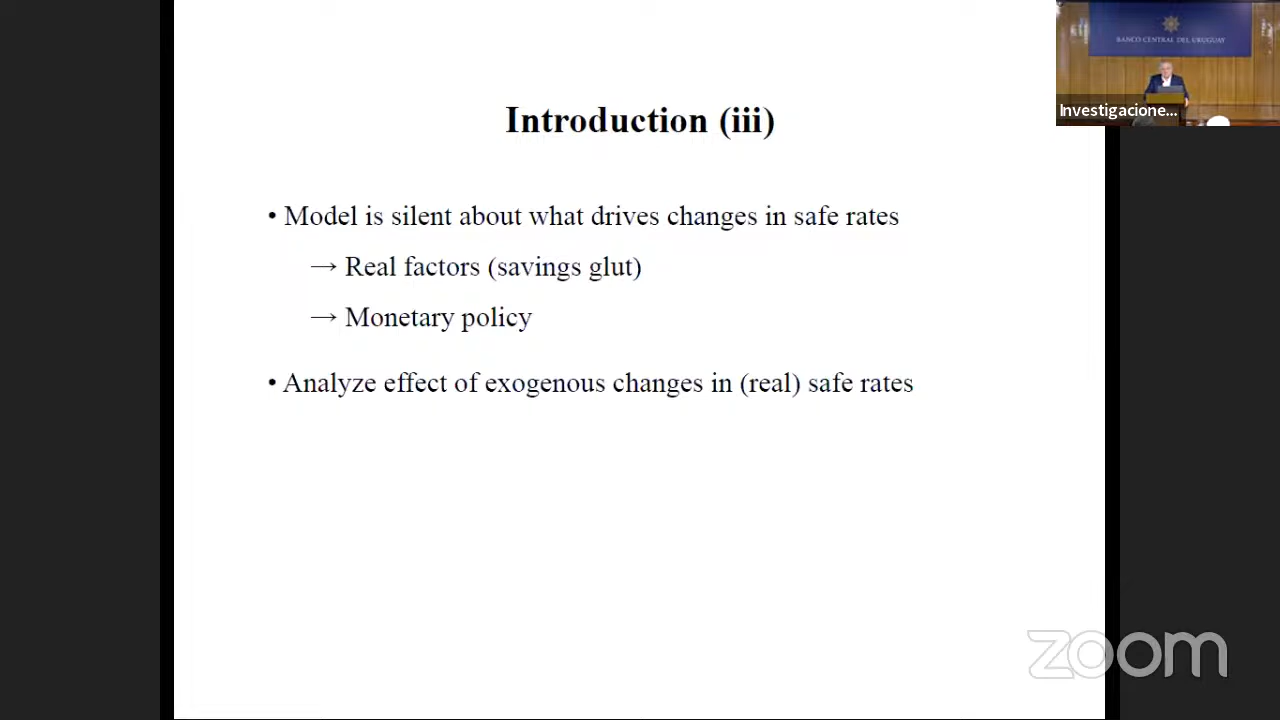 BANCO CENTRAL DEL URUGUAY
Investigacione...
Introduction (iii)
• Model is silent about what drives changes in safe rates
→ Real factors (savings glut)
→ Monetary policy
• Analyze effect of exogenous changes in (real) safe rates
zoom